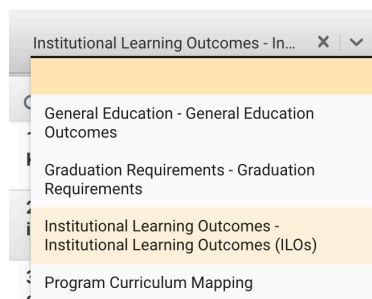 Institutional Learning Outcomes - In...
General Education - General Education
Outcomes
Graduation Requirements - Graduation
Requirements
Institutional Learning Outcomes -
Institutional Learning Outcomes (ILOs)
Program Curriculum Mapping